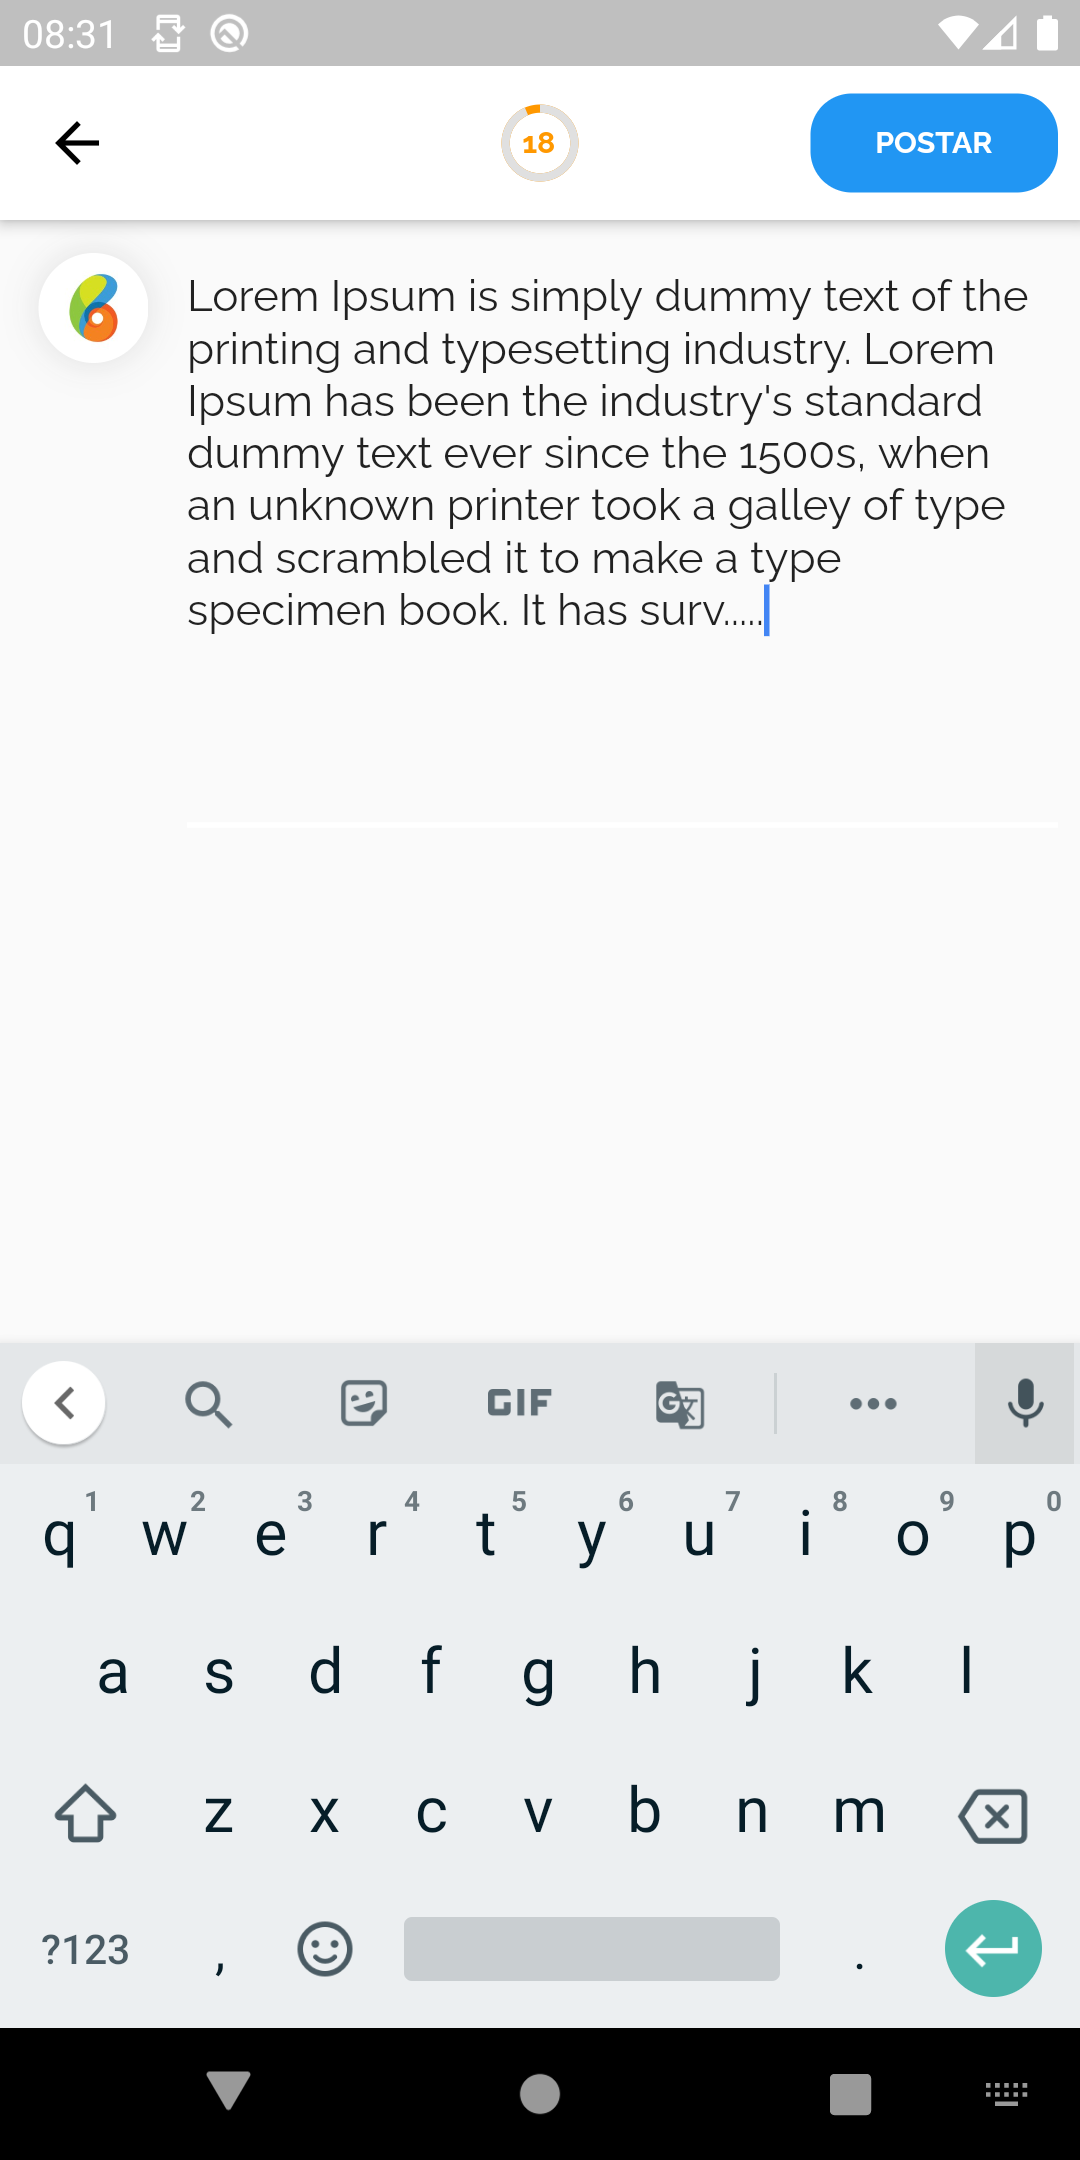 08:31
18
POSTAR
Lorem Ipsum is simply dummy text of the
printing and typesetting industry. Lorem
Ipsum has been the industry's standard
dummy text ever since the 1500s, when
an unknown printer took a galley of type
and scrambled it to make a type
specimen book. It has surv.....
GIF
G 文
q 1 w 2 e 3 r 4 t 5 y 6 u 7 i 8 o 9 p 0
a s d f g h j k l
z x c v b n m
?123 , .